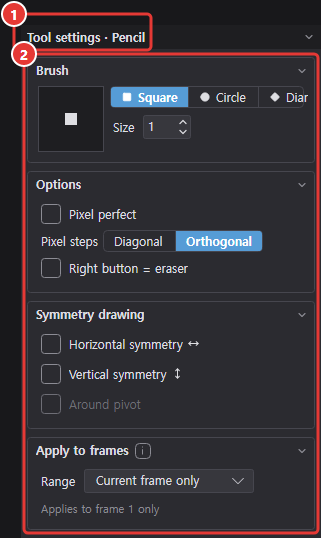 1
Tool settings · Pencil
2
Brush
Square Circle Diar
Size 1
Options
Pixel perfect
Pixel steps Diagonal Orthogonal
Right button = eraser
Symmetry drawing
Horizontal symmetry ↔
Vertical symmetry ↕
Around pivot
Apply to frames i
Range Current frame only
Applies to frame 1 only